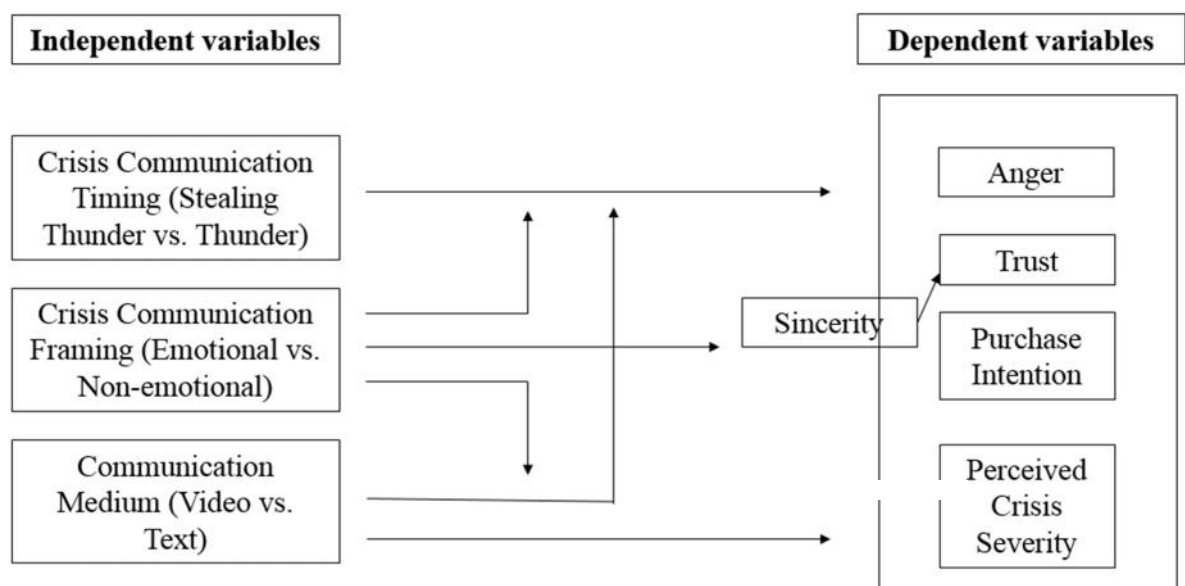 Independent variables
Dependent variables
Crisis Communication
Timing (Stealing
Thunder vs. Thunder)
Crisis Communication
Framing (Emotional vs.
Non-emotional)
Communication
Medium (Video vs.
Text)
Sincerity
Anger
Trust
Purchase
Intention
Perceived
Crisis
Severity